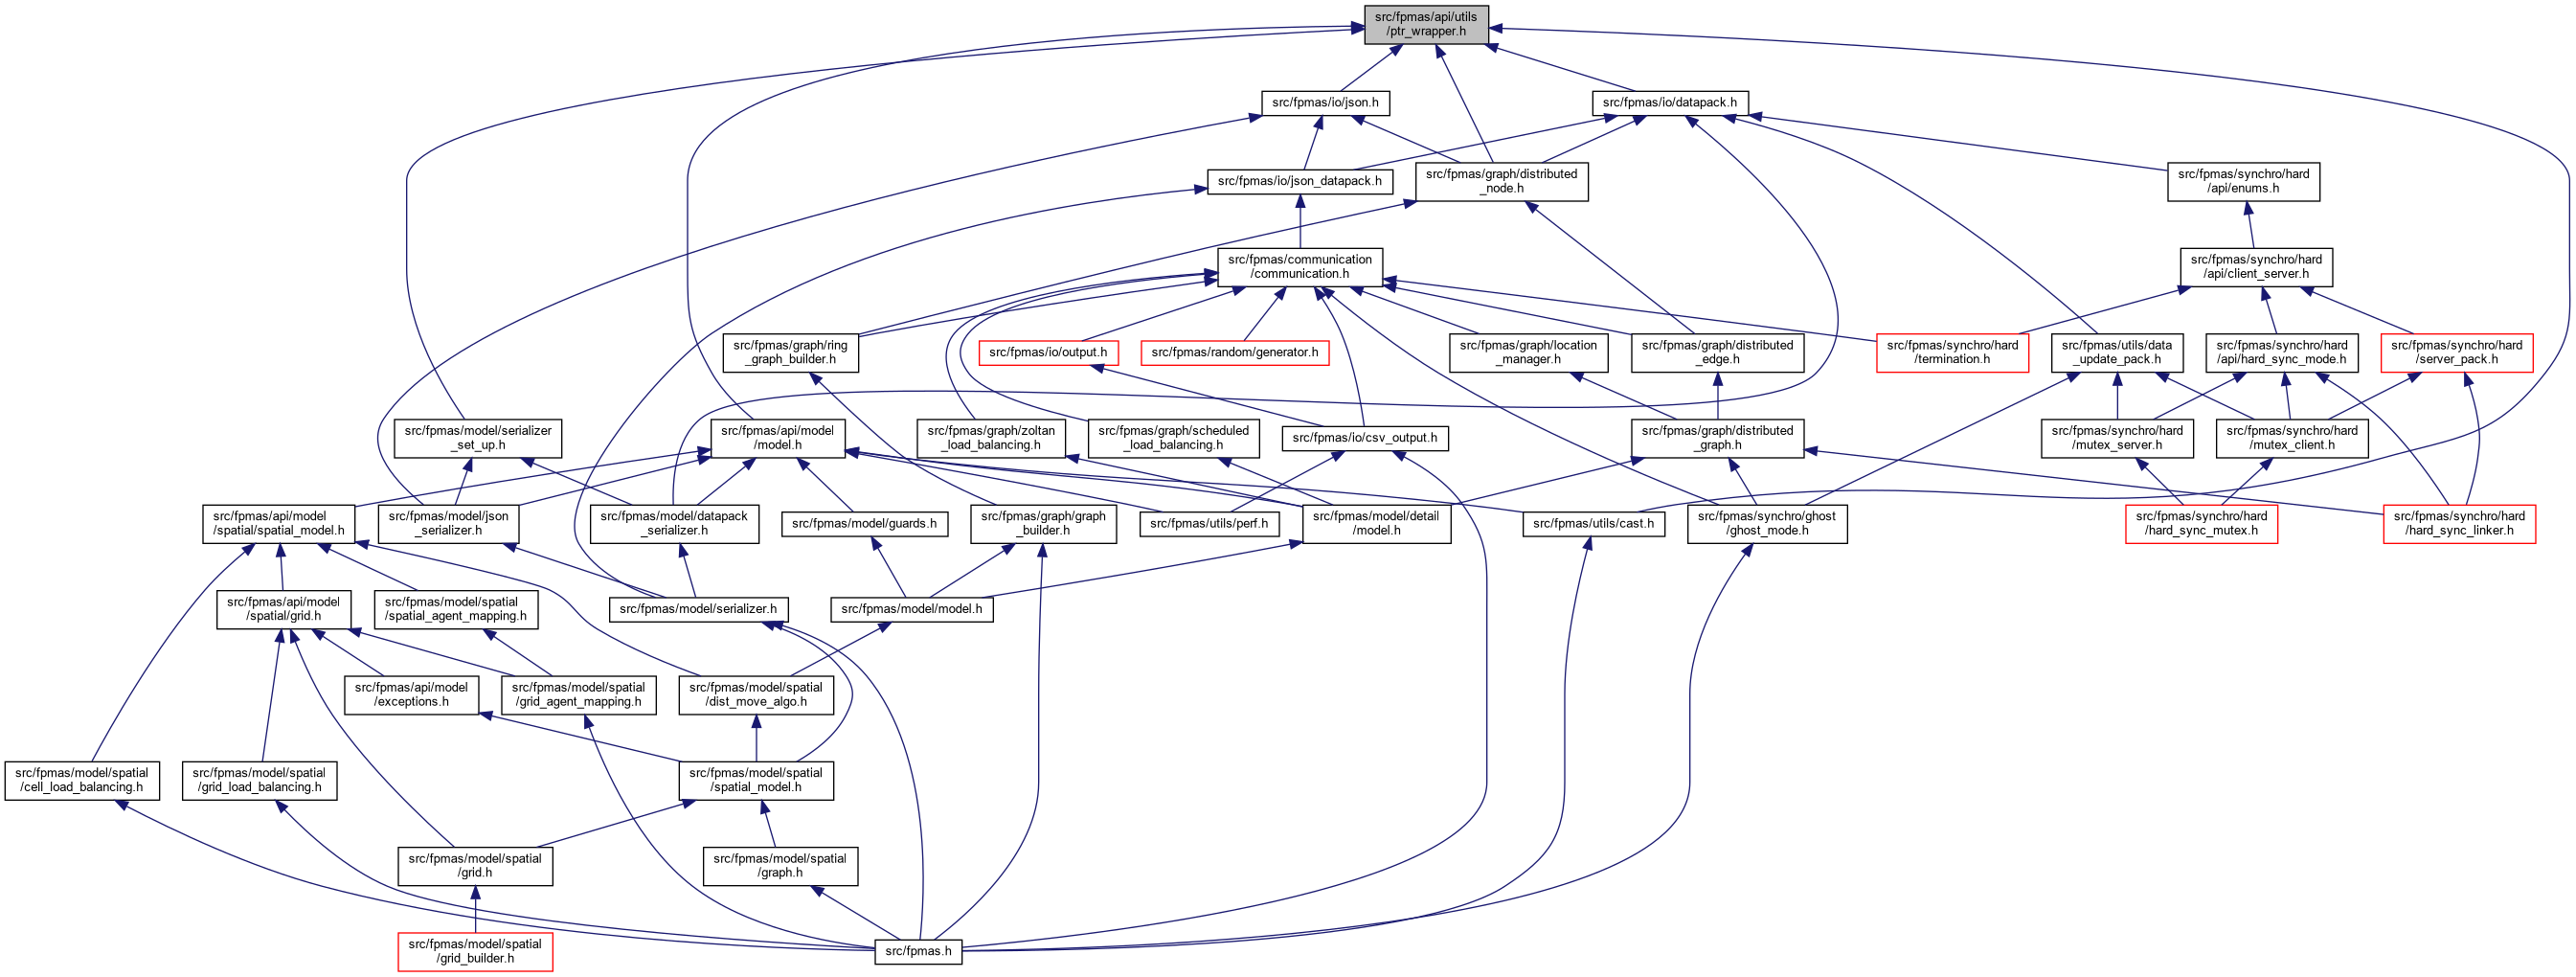 src/fpmas/api/utils
/ptr_wrapper.h
src/fpmas/io/json.h
src/fpmas/io/datapack.h
src/fpmas/io/json_datapack.h
src/fpmas/graph/distributed
_node.h
src/fpmas/synchro/hard
/api/enums.h
src/fpmas/communication
/communication.h
src/fpmas/synchro/hard
/api/client_server.h
src/fpmas/graph/ring
_graph_builder.h
src/fpmas/io/output.h
src/fpmas/random/generator.h
src/fpmas/graph/location
_manager.h
src/fpmas/graph/distributed
_edge.h
src/fpmas/synchro/hard
/termination.h
src/fpmas/utils/data
_update_pack.h
src/fpmas/synchro/hard
/api/hard_sync_mode.h
src/fpmas/synchro/hard
/server_pack.h
src/fpmas/model/serializer
_set_up.h
src/fpmas/api/model
/model.h
src/fpmas/graph/zoltan
_load_balancing.h
src/fpmas/graph/scheduled
_load_balancing.h
src/fpmas/io/csv_output.h
src/fpmas/graph/distributed
_graph.h
src/fpmas/synchro/hard
/mutex_server.h
src/fpmas/synchro/hard
/mutex_client.h
src/fpmas/api/model
/spatial/spatial_model.h
src/fpmas/model/json
_serializer.h
src/fpmas/model/datapack
_serializer.h
src/fpmas/model/guards.h
src/fpmas/graph/graph
_builder.h
src/fpmas/utils/perf.h
src/fpmas/model/detail
/model.h
src/fpmas/utils/cast.h
src/fpmas/synchro/ghost
/ghost_mode.h
src/fpmas/synchro/hard
/hard_sync_mutex.h
src/fpmas/synchro/hard
/hard_sync_linker.h
src/fpmas/api/model
/spatial/grid.h
src/fpmas/model/spatial
/spatial_agent_mapping.h
src/fpmas/model/serializer.h
src/fpmas/model/model.h
src/fpmas/api/model
/exceptions.h
src/fpmas/model/spatial
/grid_agent_mapping.h
src/fpmas/model/spatial
/dist_move_algo.h
src/fpmas/model/spatial
/cell_load_balancing.h
src/fpmas/model/spatial
/grid_load_balancing.h
src/fpmas/model/spatial
/spatial_model.h
src/fpmas/model/spatial
/grid.h
src/fpmas/model/spatial
/graph.h
src/fpmas/model/spatial
/grid_builder.h
src/fpmas.h